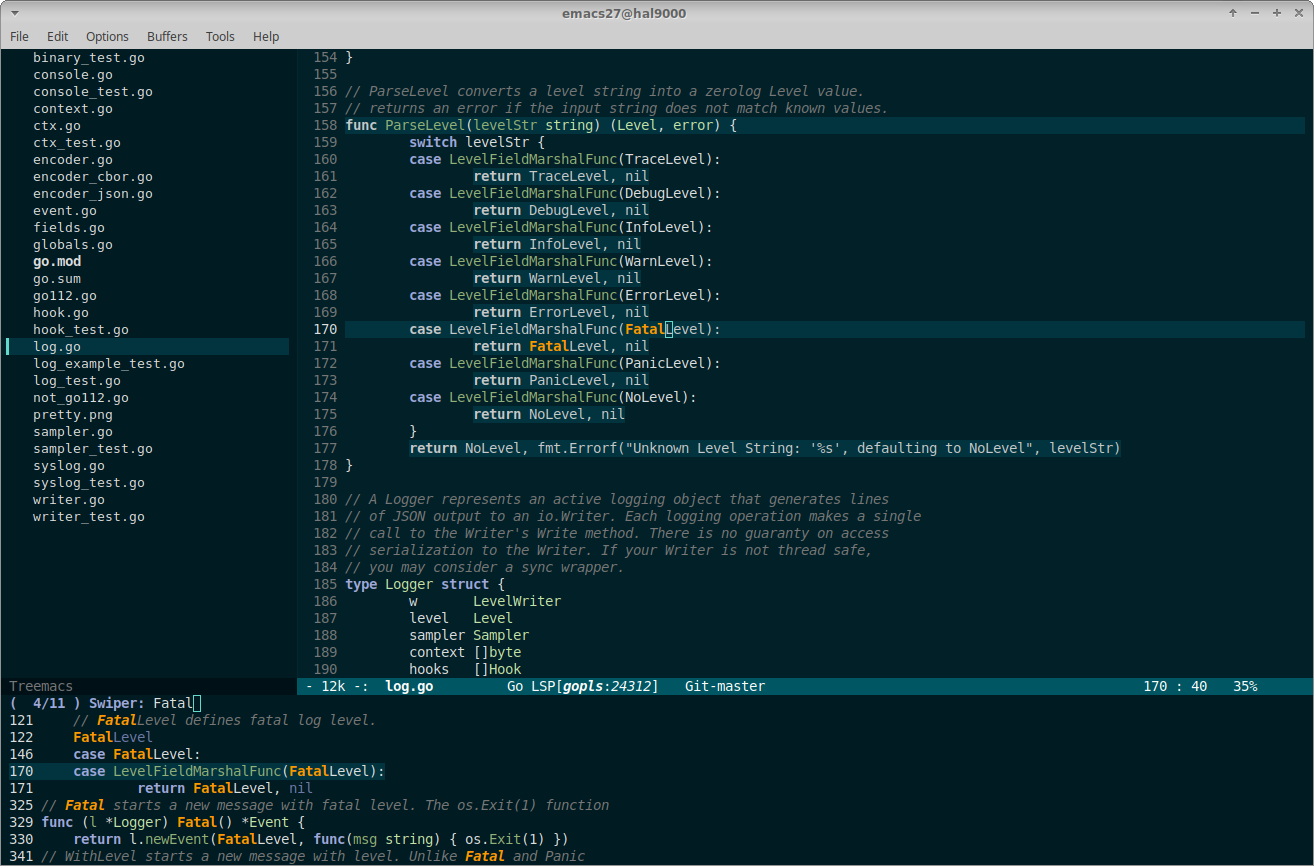 emacs27@hal9000
File Edit Options Buffers Tools Help
binary_test.go
console.go
console_test.go
context.go
ctx.go
ctx_test.go
encoder.go
encoder_cbor.go
encoder_json.go
event.go
fields.go
globals.go
go.mod
go.sum
go112.go
hook.go
hook_test.go
log.go
log_example_test.go
log_test.go
not_go112.go
pretty.png
sampler.go
sampler_test.go
syslog.go
syslog_test.go
writer.go
writer_test.go
Treemacs
154 }
155
156 // ParseLevel converts a level string into a zerolog Level value.
157 // returns an error if the input string does not match known values.
158 func ParseLevel(levelStr string) (Level, error) {
159         switch levelStr {
160         case LevelFieldMarshalFunc(TraceLevel):
161                 return TraceLevel, nil
162         case LevelFieldMarshalFunc(DebugLevel):
163                 return DebugLevel, nil
164         case LevelFieldMarshalFunc(InfoLevel):
165                 return InfoLevel, nil
166         case LevelFieldMarshalFunc(WarnLevel):
167                 return WarnLevel, nil
168         case LevelFieldMarshalFunc(ErrorLevel):
169                 return ErrorLevel, nil
170         case LevelFieldMarshalFunc(FatalLevel):
171                 return FatalLevel, nil
172         case LevelFieldMarshalFunc(PanicLevel):
173                 return PanicLevel, nil
174         case LevelFieldMarshalFunc(NoLevel):
175                 return NoLevel, nil
176         }
177         return NoLevel, fmt.Errorf("Unknown Level String: '%s', defaulting to NoLevel", levelStr)
178 }
179
180 // A Logger represents an active logging object that generates lines
181 // of JSON output to an io.Writer. Each logging operation makes a single
182 // call to the Writer's Write method. There is no guaranty on access
183 // serialization to the Writer. If your Writer is not thread safe,
184 // you may consider a sync wrapper.
185 type Logger struct {
186         w       LevelWriter
187         level   Level
188         sampler Sampler
189         context []byte
190         hooks   []Hook
- 12k -: log.go Go LSP[gopls:24312] Git-master 170 : 40 35%
( 4/11 ) Swiper: Fatal
121     // FatalLevel defines fatal log level.
122     FatalLevel
146     case FatalLevel:
170     case LevelFieldMarshalFunc(FatalLevel):
171             return FatalLevel, nil
325 // Fatal starts a new message with fatal level. The os.Exit(1) function
329 func (l *Logger) Fatal() *Event {
330     return l.newEvent(FatalLevel, func(msg string) { os.Exit(1) })
341 // WithLevel starts a new message with level. Unlike Fatal and Panic